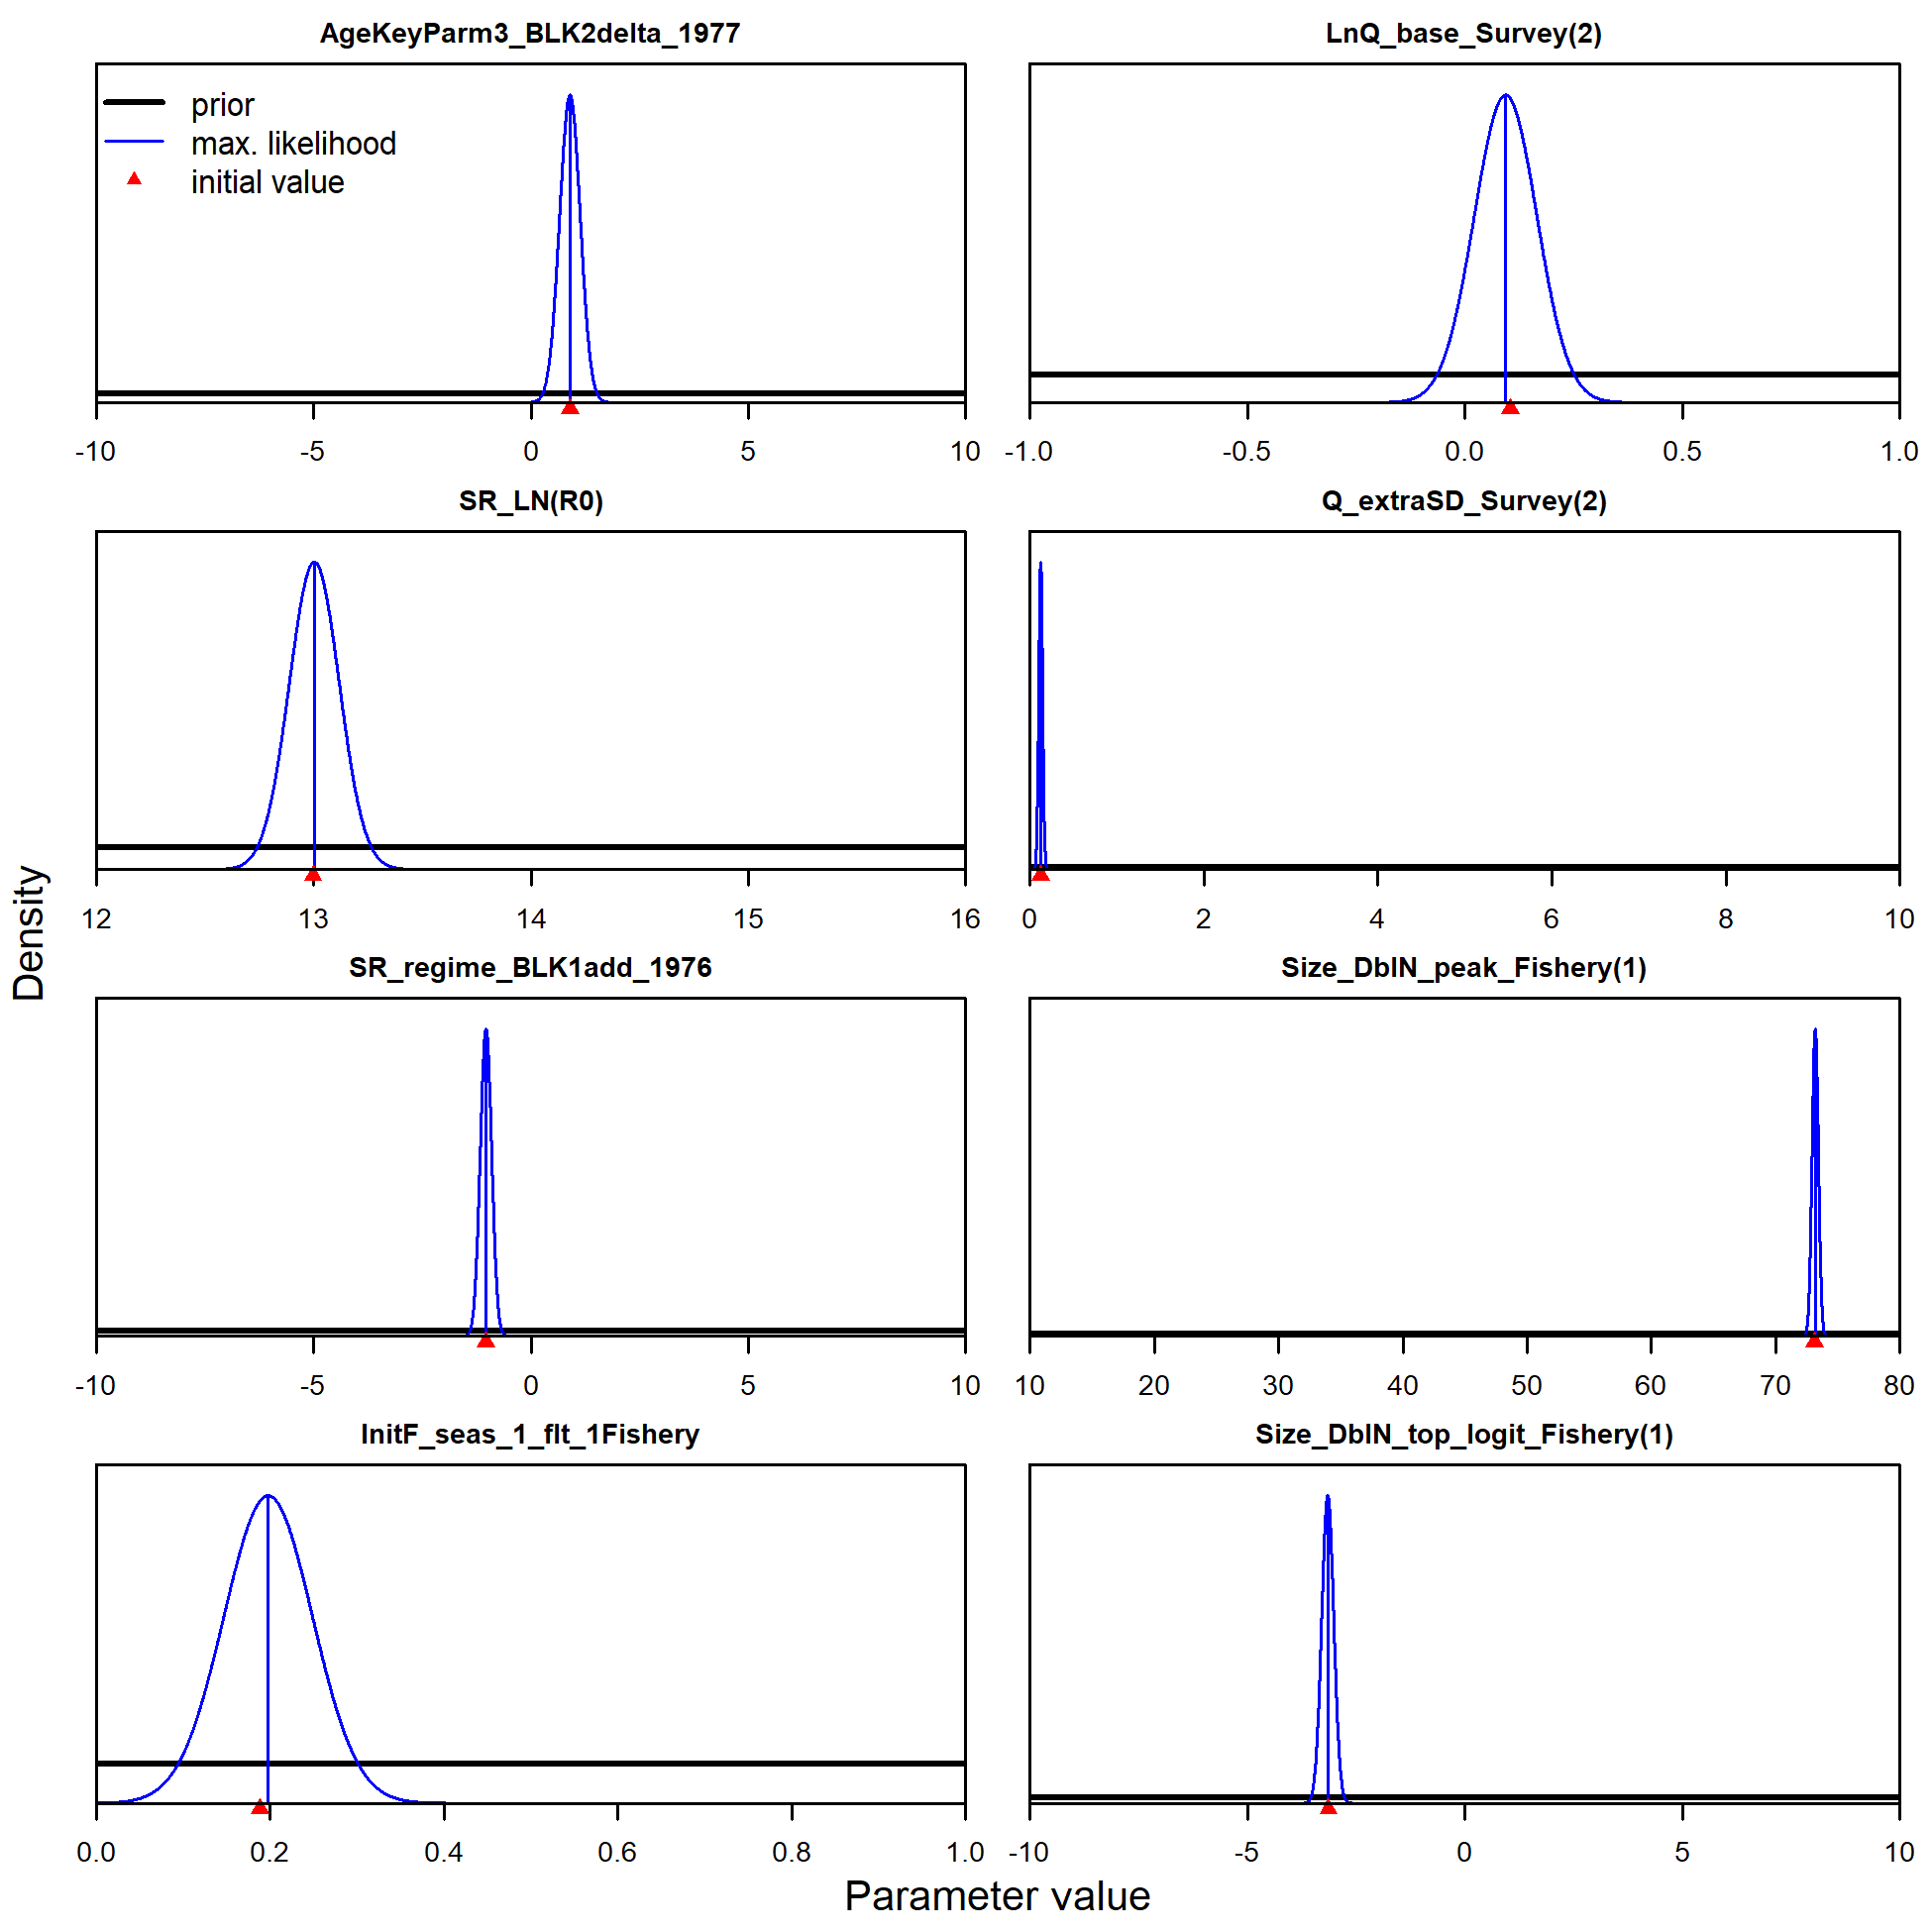 AgeKeyParm3_BLK2delta_1977
prior
max. likelihood
initial value
-10 -5 0 5 10
LnQ_base_Survey(2)
-1.0 -0.5 0.0 0.5 1.0
SR_LN(R0)
12 13 14 15 16
Q_extraSD_Survey(2)
0 2 4 6 8 10
SR_regime_BLK1add_1976
-10 -5 0 5 10
Size_DblN_peak_Fishery(1)
10 20 30 40 50 60 70 80
InitF_seas_1_flt_1Fishery
0.0 0.2 0.4 0.6 0.8 1.0
Size_DblN_top_logit_Fishery(1)
-10 -5 0 5 10
Density
Parameter value